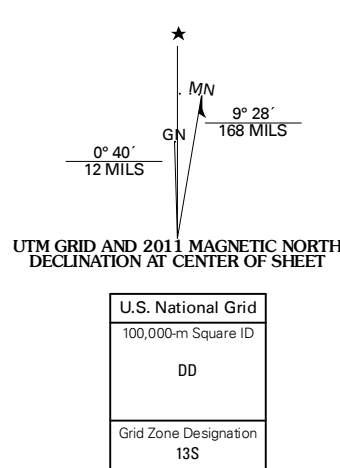 MN
9° 28´
168 MILS
GN
0° 40´
12 MILS
UTM GRID AND 2011 MAGNETIC NORTH
DECLINATION AT CENTER OF SHEET
U.S. National Grid
100,000-m Square ID
DD
Grid Zone Designation
13S